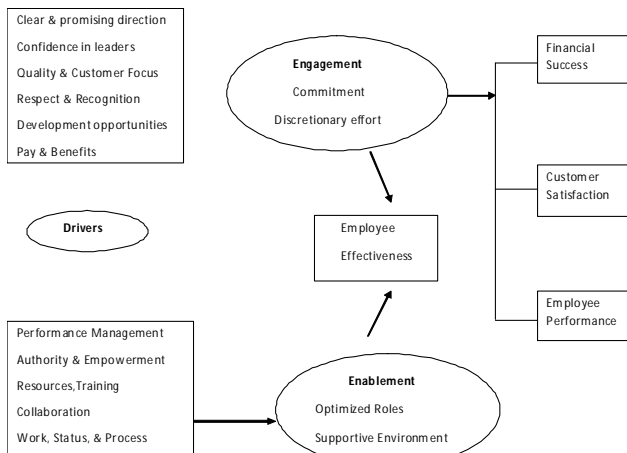 Clear & promising direction
Confidence in leaders
Quality & Customer Focus
Respect & Recognition
Development opportunities
Pay & Benefits
Engagement
Commitment
Discretionary effort
Financial
Success
Customer
Satisfaction
Drivers
Employee
Effectiveness
Employee
Performance
Performance Management
Authority & Empowerment
Resources,Training
Collaboration
Work, Status, & Process
Enablement
Optimized Roles
Supportive Environment